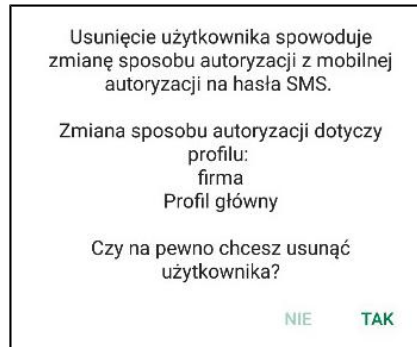 Usunięcie użytkownika spowoduje
zmianę sposobu autoryzacji z mobilnej
autoryzacji na hasła SMS.
Zmiana sposobu autoryzacji dotyczy
profilu:
firma
Profil główny
Czy na pewno chcesz usunąć
użytkownika?
NIE TAK